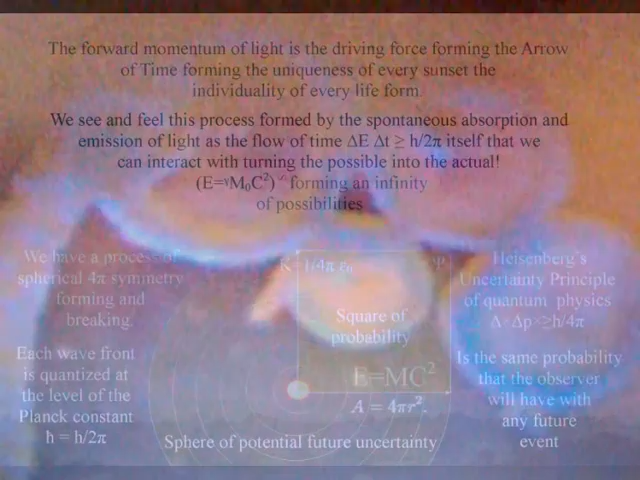 The forward momentum of light is the driving force forming the Arrow
of Time forming the uniqueness of every sunset the
individuality of every life form
We see and feel this process formed by the spontaneous absorption and
emission of light as the flow of time ΔE Δt ≥ h/2π itself that we
can interact with turning the possible into the actual!
(E=ᵞM₀C²)
forming an infinity
of possibilities
We have a process of
spherical 4π symmetry
forming and
breaking.
Each wave front
is quantized at
the level of the
Planck constant
ħ = h/2π
1/4π ε₀
Square of
probability
E=MC²
A = 4πr².
Sphere of potential future uncertainty
Heisenberg's
Uncertainty Principle
of quantum physics
Δ×Δp×≥h/4π
Is the same probability
that the observer
will have with
any future
event